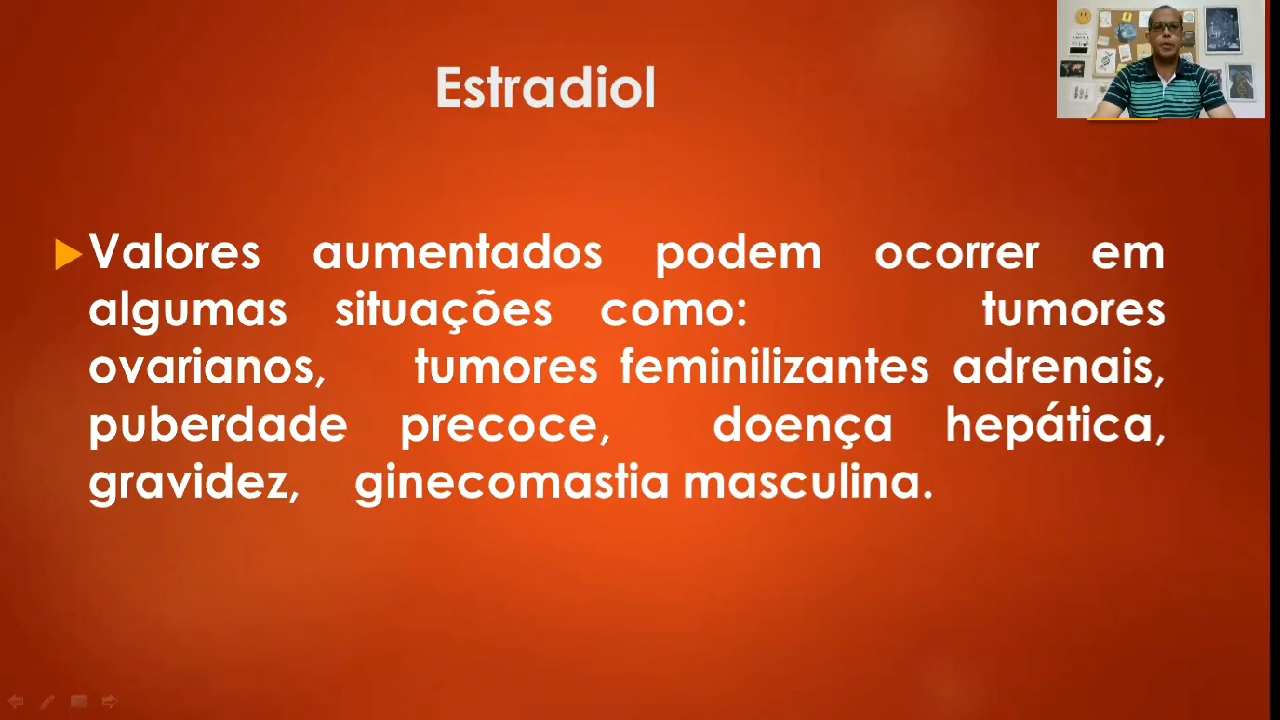 Estradiol
Valores aumentados podem ocorrer em
algumas situações como: tumores
ovarianos, tumores feminilizantes adrenais,
puberdade precoce, doença hepática,
gravidez, ginecomastia masculina.